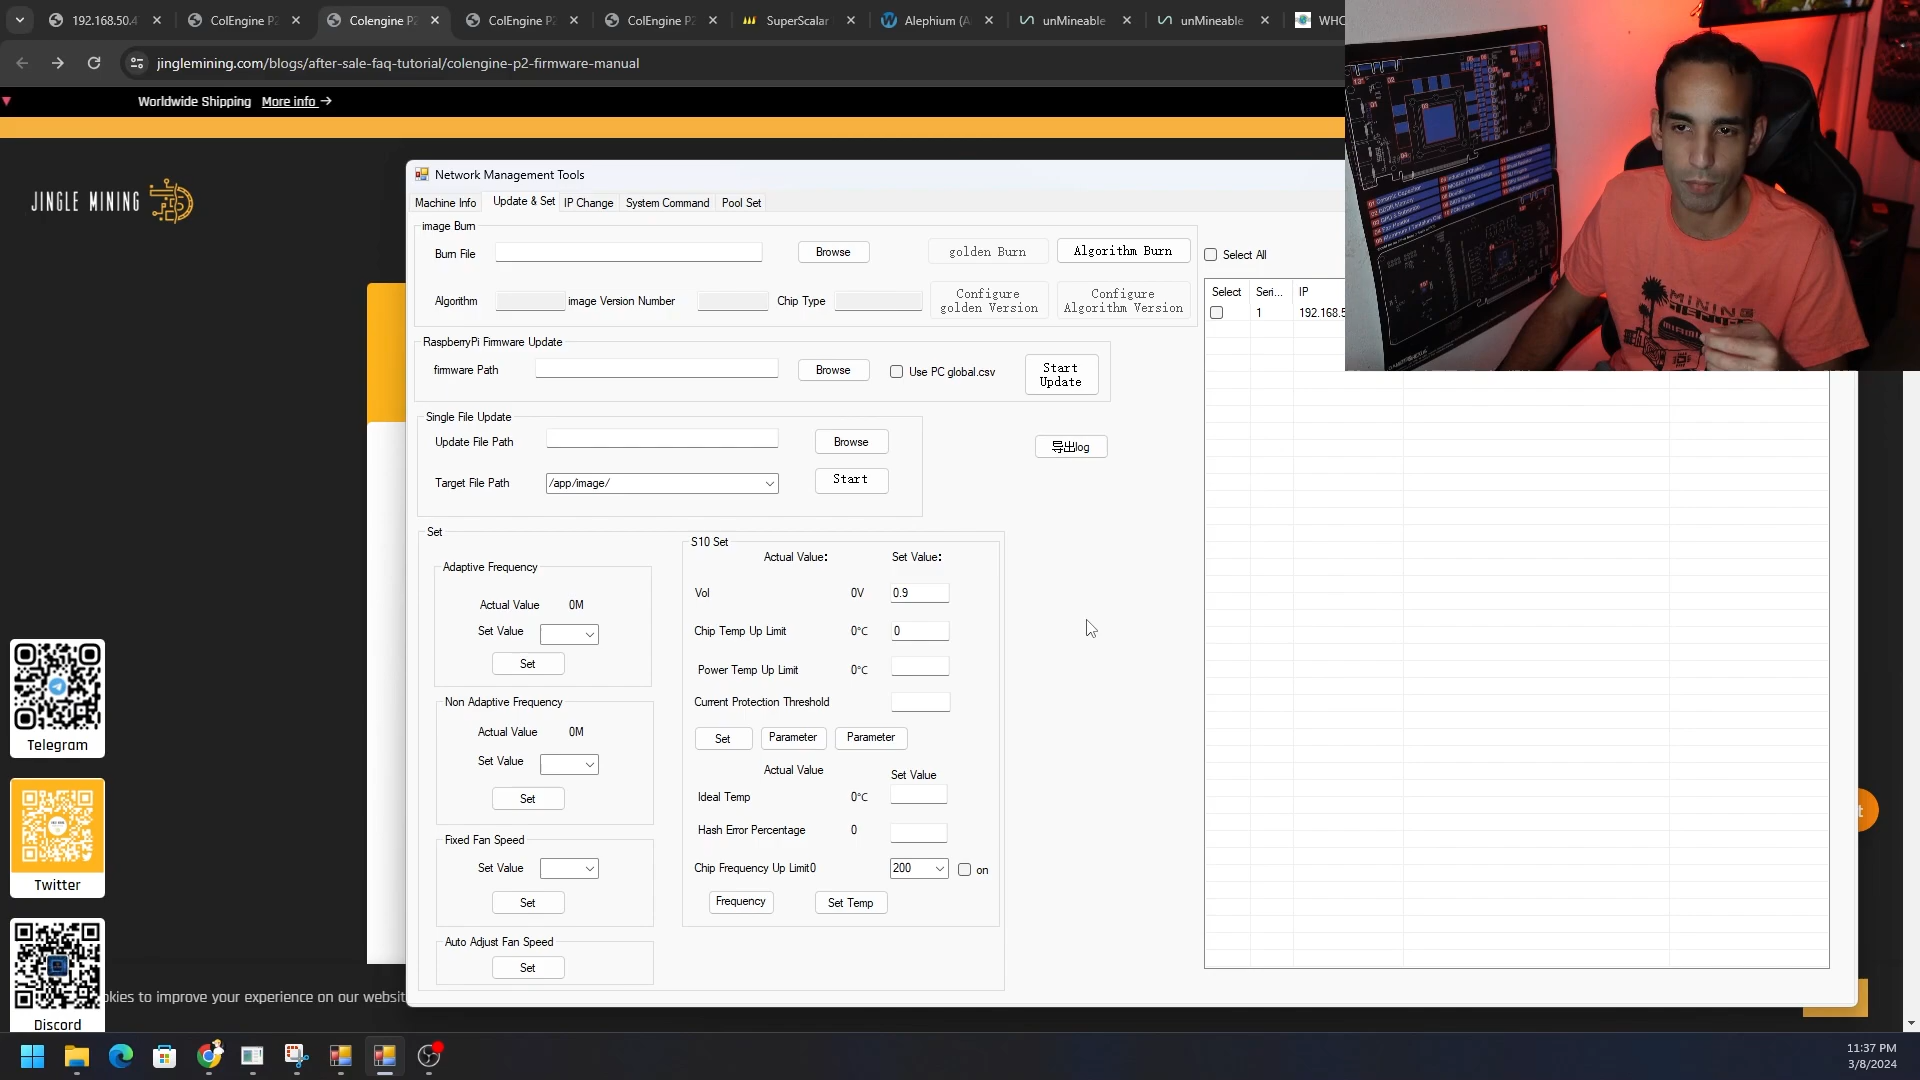 192.168.50.4
ColEngine P2
Colengine P2
ColEngine P2
ColEngine P2
SuperScalar
Alephium (A
unMineable
unMineable
WHO
jinglemining.com/blogs/after-sale-faq-tutorial/colengine-p2-firmware-manual
Worldwide Shipping More info →
JINGLE MINING
Network Management Tools
Machine Info Update & Set IP Change System Command Pool Set
image Burn
Burn File Browse golden Burn Algorithm Burn
Algorithm image Version Number Chip Type Configure golden Version Configure Algorithm Version
RaspberryPi Firmware Update
firmware Path Browse Use PC global.csv Start Update
Single File Update
Update File Path Browse
导出log
Target File Path /app/image/ Start
Set
Adaptive Frequency
Actual Value 0M
Set Value
Set
Non Adaptive Frequency
Actual Value 0M
Set Value
Set
Fixed Fan Speed
Set Value
Set
Auto Adjust Fan Speed
Set
S10 Set
Actual Value: Set Value:
Vol 0V 0.9
Chip Temp Up Limit 0℃ 0
Power Temp Up Limit 0℃
Current Protection Threshold
Set Parameter Parameter
Actual Value Set Value
Ideal Temp 0℃
Hash Error Percentage 0
Chip Frequency Up Limit0 200 on
Frequency Set Temp
Select All
Select Seri... IP
1 192.168.5
MINING
MIAMI
Telegram
Twitter
Discord
okies to improve your experience on our websit
t
11:37 PM
3/8/2024